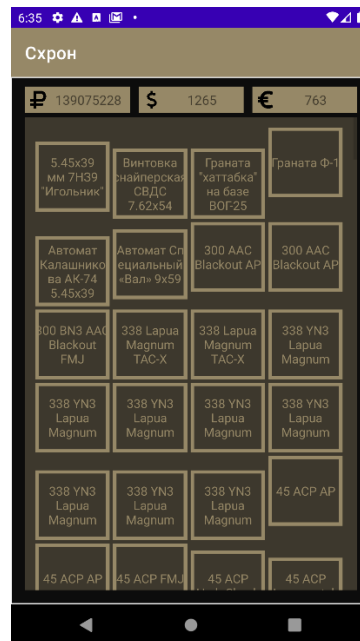 6:35
Схрон
₽ 139075228 $ 1265 € 763
5.45x39
мм 7Н39
"Игольник"
Винтовка
снайперская
СВДС
7.62x54
Граната
"хаттабка"
на базе
ВОГ-25
Граната Ф-1
Автомат
Калашнико
ва АК-74
5.45x39
Автомат Сп
ециальный
«Вал» 9x59
300 AAC
Blackout AP
300 AAC
Blackout AP
300 BN3 AAC
Blackout
FMJ
338 Lapua
Magnum
TAC-X
338 Lapua
Magnum
TAC-X
338 YN3
Lapua
Magnum
338 YN3
Lapua
Magnum
338 YN3
Lapua
Magnum
338 YN3
Lapua
Magnum
338 YN3
Lapua
Magnum
338 YN3
Lapua
Magnum
338 YN3
Lapua
Magnum
338 YN3
Lapua
Magnum
45 ACP AP
45 ACP AP
45 ACP FMJ
45 ACP
45 ACP